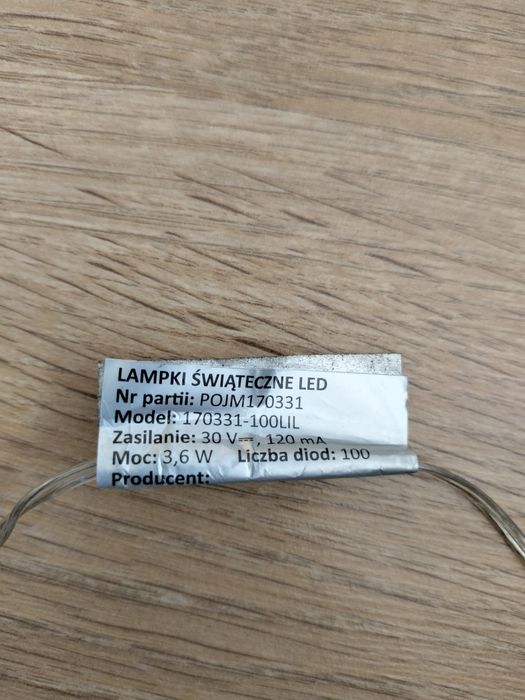 LAMPKI ŚWIĄTECZNE LED
Nr partii: POJM170331
Model: 170331-100LIL
Zasilanie: 30 V⎓, 120 mA
Moc: 3,6 W Liczba diod: 100
Producent: